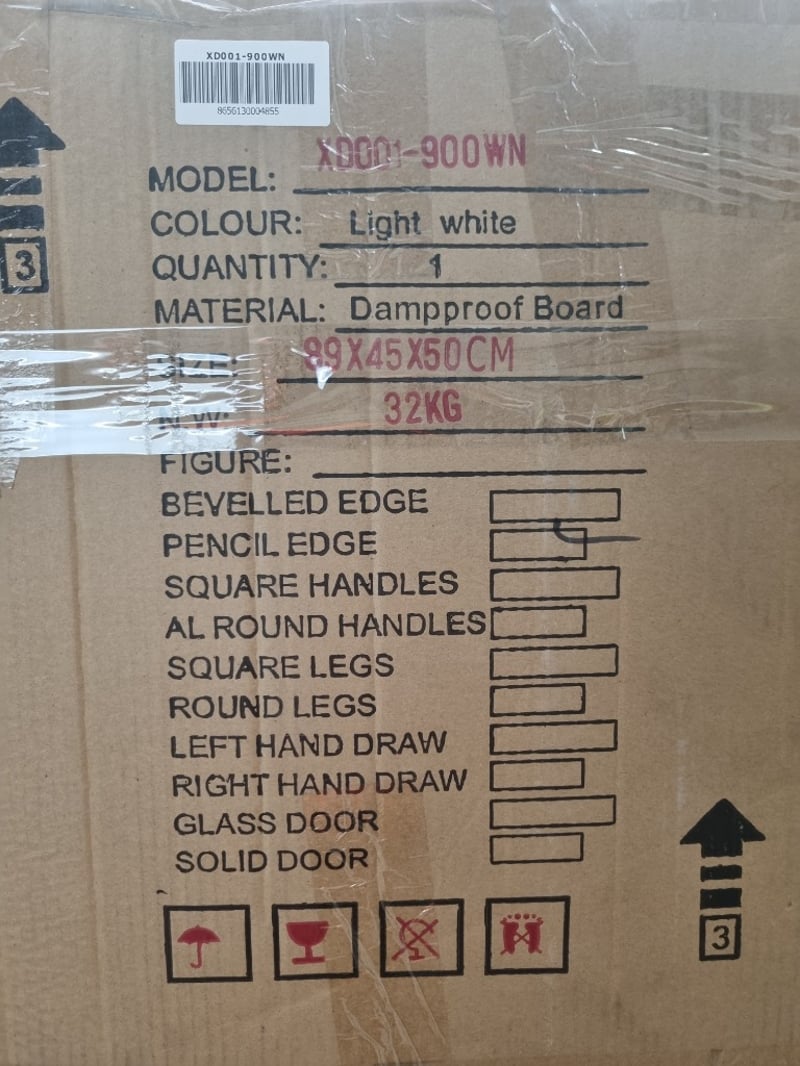 XD001-900WN
8656130004855
MODEL: XD001-900WN
COLOUR: Light white
QUANTITY: 1
MATERIAL: Dampproof Board
SIZE: 89X45X50CM
N.W: 32KG
FIGURE:
BEVELLED EDGE
PENCIL EDGE
SQUARE HANDLES
AL ROUND HANDLES
SQUARE LEGS
ROUND LEGS
LEFT HAND DRAW
RIGHT HAND DRAW
GLASS DOOR
SOLID DOOR
3
3